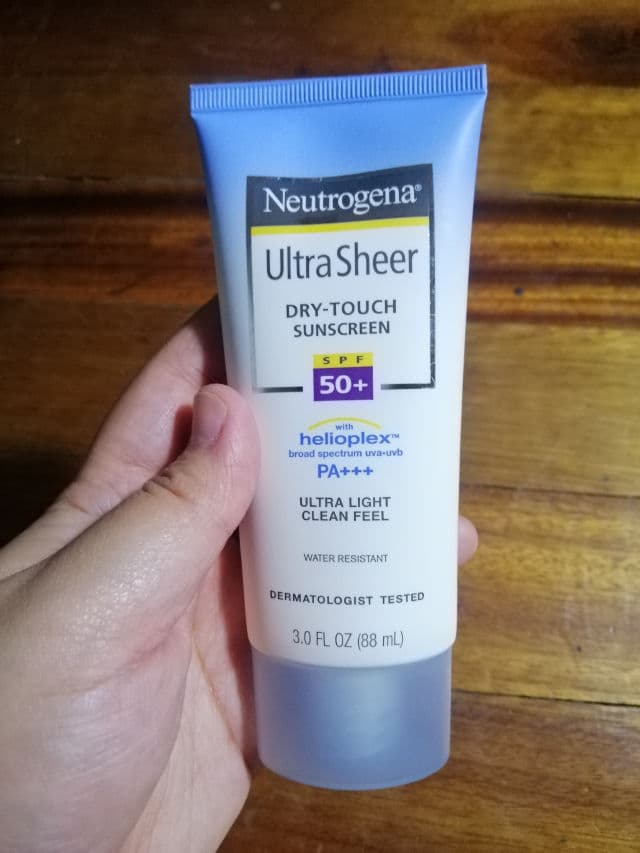 Neutrogena®
Ultra Sheer
DRY-TOUCH
SUNSCREEN
SPF
50+
with
helioplex™
broad spectrum uva-uvb
PA+++
ULTRA LIGHT
CLEAN FEEL
WATER RESISTANT
DERMATOLOGIST TESTED
3.0 FL OZ (88 mL)